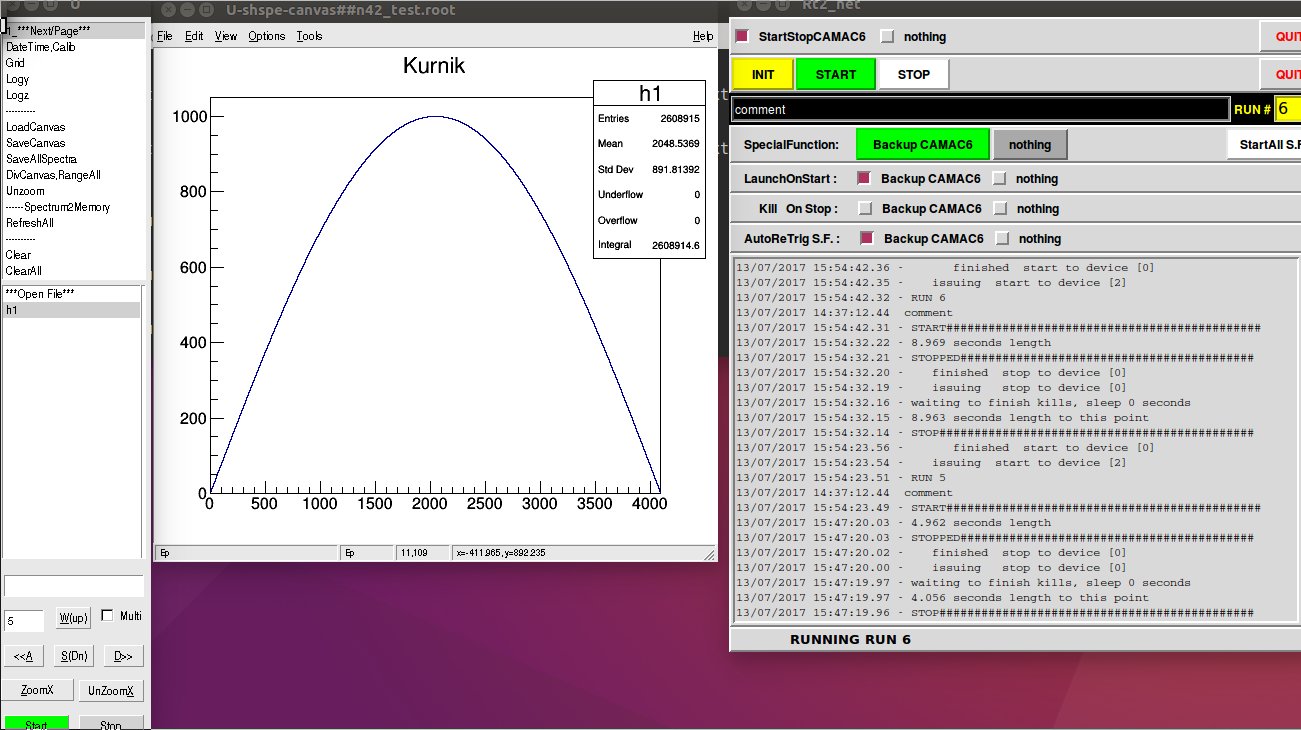 U
1_***Next/Page***
DateTime,Calib
Grid
Logy
Logz
----------
LoadCanvas
SaveCanvas
SaveAllSpectra
DivCanvas,RangeAll
Unzoom
------Spectrum2Memory
RefreshAll
----------
Clear
ClearAll
***Open File***
h1
5
W(up)
Multi
<<A
S(Dn)
D>>
ZoomX
UnZoomX
Start
Stop
U-shspe-canvas##n42_test.root
File Edit View Options Tools Help
Kurnik
h1
Entries 2608915
Mean 2048.5369
Std Dev 891.81392
Underflow 0
Overflow 0
Integral 2608914.6
1000
800
600
400
200
0
0 500 1000 1500 2000 2500 3000 3500 4000
Ep Ep 11,109 x=-411.965, y=892.235
Rt2_net
StartStopCAMAC6 nothing QUI
INIT START STOP QUI
comment RUN # 6
SpecialFunction: Backup CAMAC6 nothing StartAll S.F
LaunchOnStart : Backup CAMAC6 nothing
Kill On Stop : Backup CAMAC6 nothing
AutoReTrig S.F. : Backup CAMAC6 nothing
13/07/2017 15:54:42.36 - finished start to device [0]
13/07/2017 15:54:42.35 - issuing start to device [2]
13/07/2017 15:54:42.32 - RUN 6
13/07/2017 14:37:12.44 comment
13/07/2017 15:54:42.31 - START#############################################
13/07/2017 15:54:32.22 - 8.969 seconds length
13/07/2017 15:54:32.21 - STOPPED##########################################
13/07/2017 15:54:32.20 - finished stop to device [0]
13/07/2017 15:54:32.19 - issuing stop to device [0]
13/07/2017 15:54:32.16 - waiting to finish kills, sleep 0 seconds
13/07/2017 15:54:32.15 - 8.963 seconds length to this point
13/07/2017 15:54:32.14 - STOP#############################################
13/07/2017 15:54:23.56 - finished start to device [0]
13/07/2017 15:54:23.54 - issuing start to device [2]
13/07/2017 15:54:23.51 - RUN 5
13/07/2017 14:37:12.44 comment
13/07/2017 15:54:23.49 - START#############################################
13/07/2017 15:47:20.03 - 4.962 seconds length
13/07/2017 15:47:20.03 - STOPPED##########################################
13/07/2017 15:47:20.02 - finished stop to device [0]
13/07/2017 15:47:20.00 - issuing stop to device [0]
13/07/2017 15:47:19.97 - waiting to finish kills, sleep 0 seconds
13/07/2017 15:47:19.97 - 4.056 seconds length to this point
13/07/2017 15:47:19.96 - STOP#############################################
RUNNING RUN 6